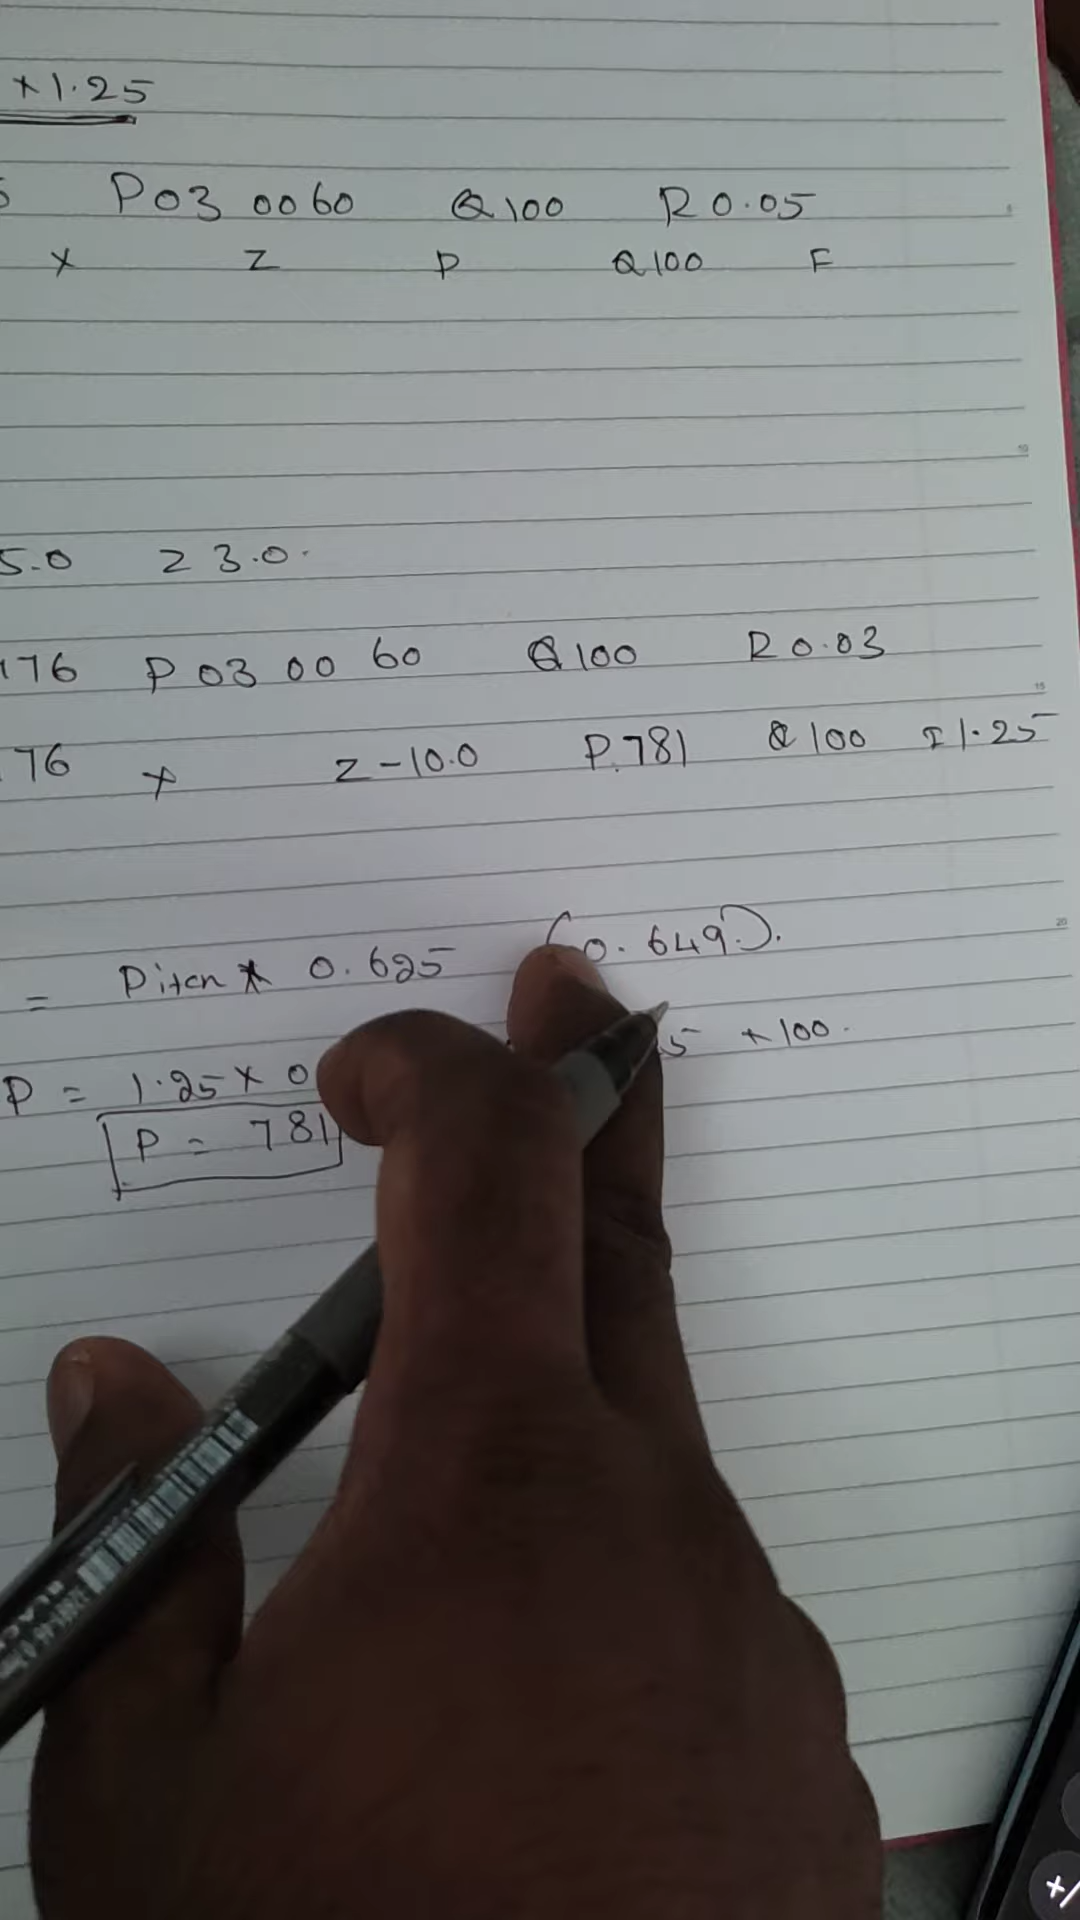 ×1.25
P03 0060 Q100 R0.05
X Z P Q100 F
5.0 Z 3.0.
176 P03 00 60 Q100 R0.03
76 X Z-10.0 P.781 Q100 F1.25
= Pitch * 0.625 (0.649).
P = 1.25 × 0 5 × 100.
P = 781